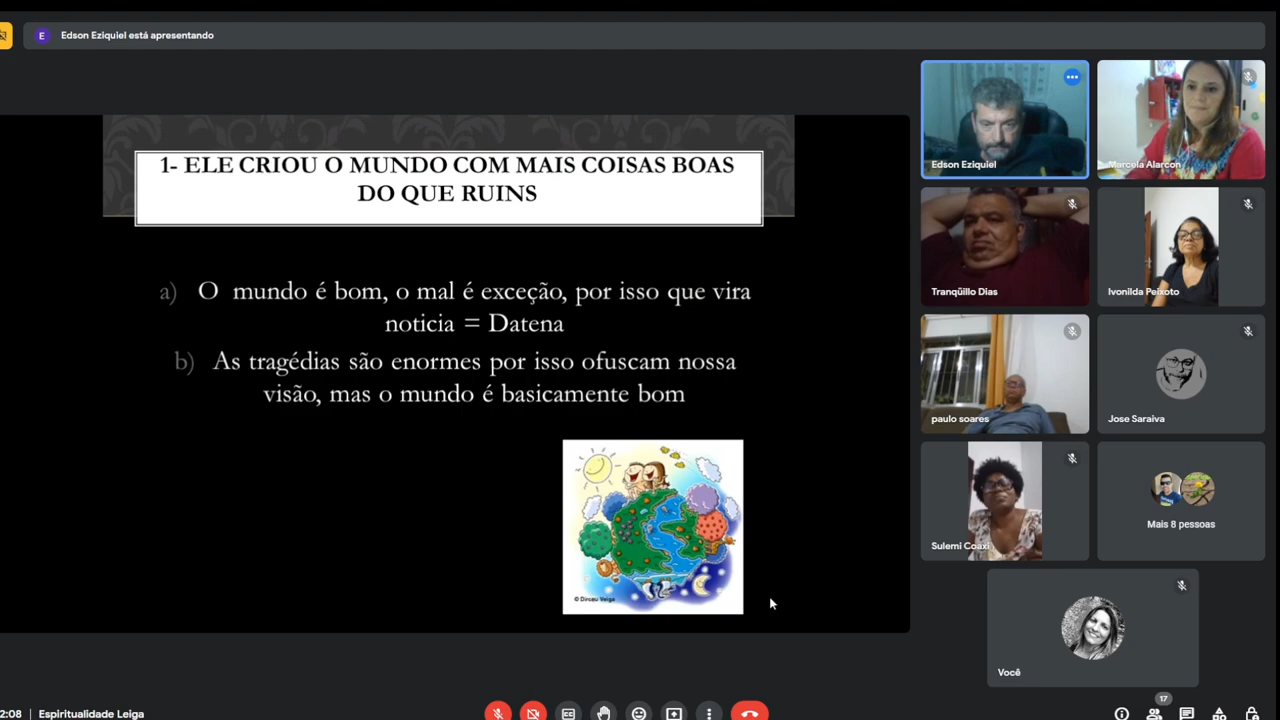 E
Edson Eziquiel está apresentando
1- ELE CRIOU O MUNDO COM MAIS COISAS BOAS
DO QUE RUINS
a) O mundo é bom, o mal é exceção, por isso que vira
noticia = Datena
b) As tragédias são enormes por isso ofuscam nossa
visão, mas o mundo é basicamente bom
© Dirceu Veiga
Edson Eziquiel
Marcela Alarcon
Tranqüillo Dias
Ivonilda Peixoto
paulo soares
Jose Saraiva
Sulemi Coaxi
Mais 8 pessoas
Você
2:08 | Espiritualidade Leiga
17